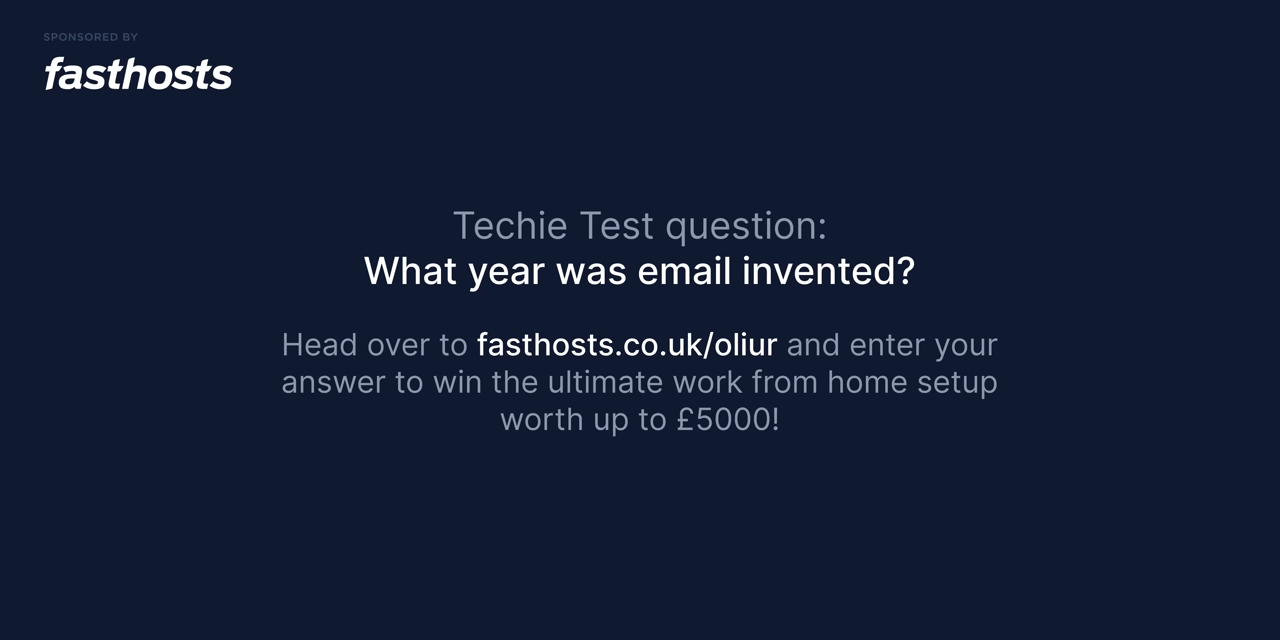 SPONSORED BY
fasthosts
Techie Test question:
What year was email invented?
Head over to fasthosts.co.uk/oliur and enter your
answer to win the ultimate work from home setup
worth up to £5000!